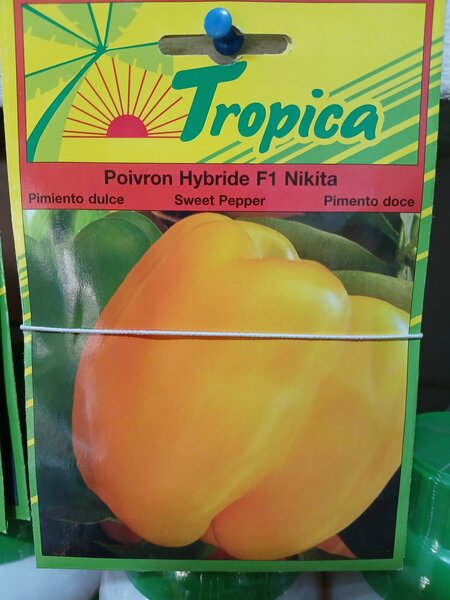 Tropica
Poivron Hybride F1 Nikita
Pimiento dulce Sweet Pepper Pimento doce